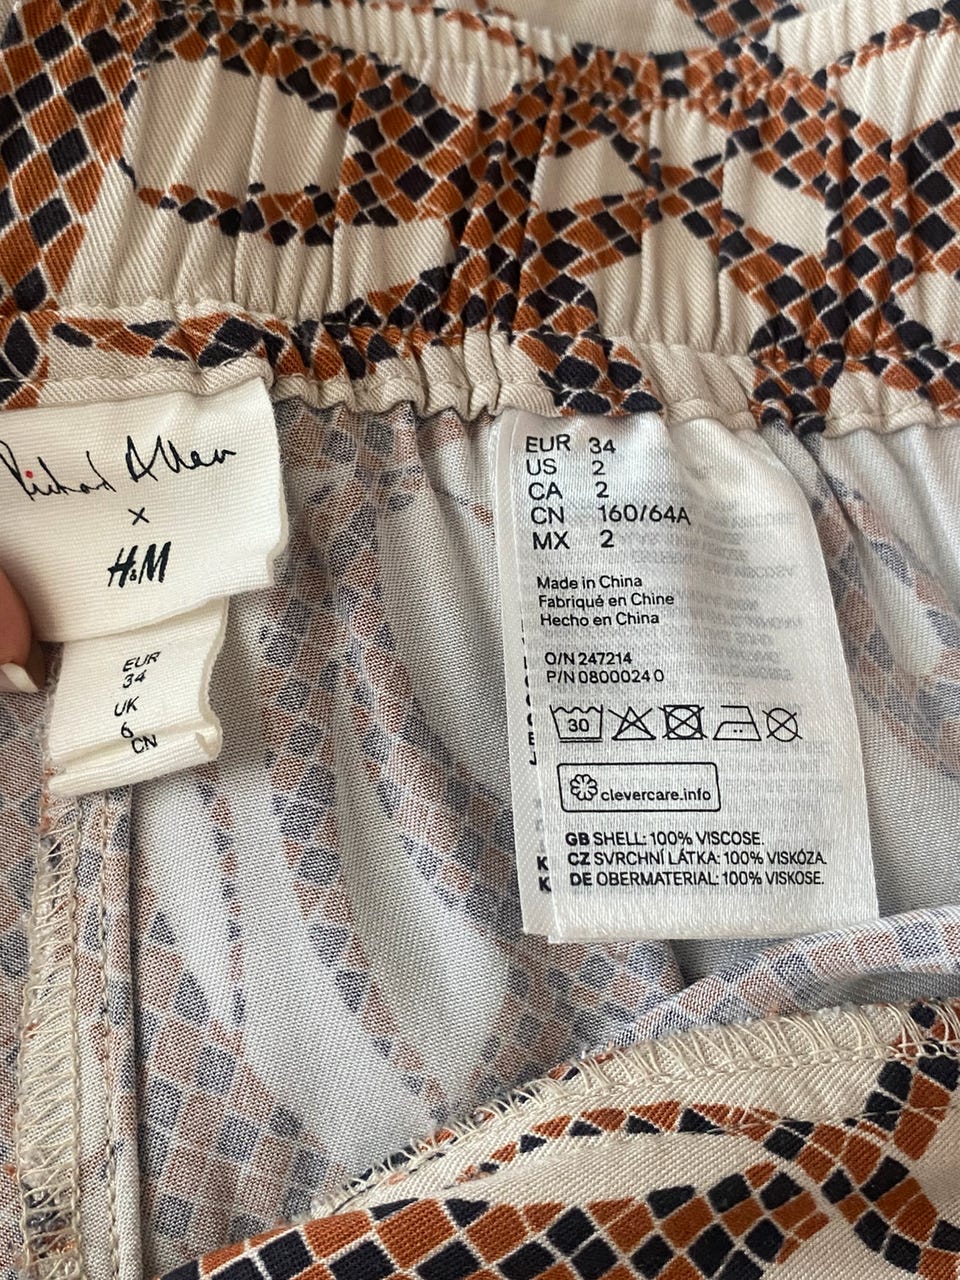 Richard Allan
x
H&M
EUR
34
UK
6
CN
EUR 34
US 2
CA 2
CN 160/64A
MX 2
Made in China
Fabriqué en Chine
Hecho en China
O/N 247214
P/N 0800024 0
30
clevercare.info
GB SHELL: 100% VISCOSE.
CZ SVRCHNÍ LÁTKA: 100% VISKÓZA.
DE OBERMATERIAL: 100% VISKOSE.
K
K